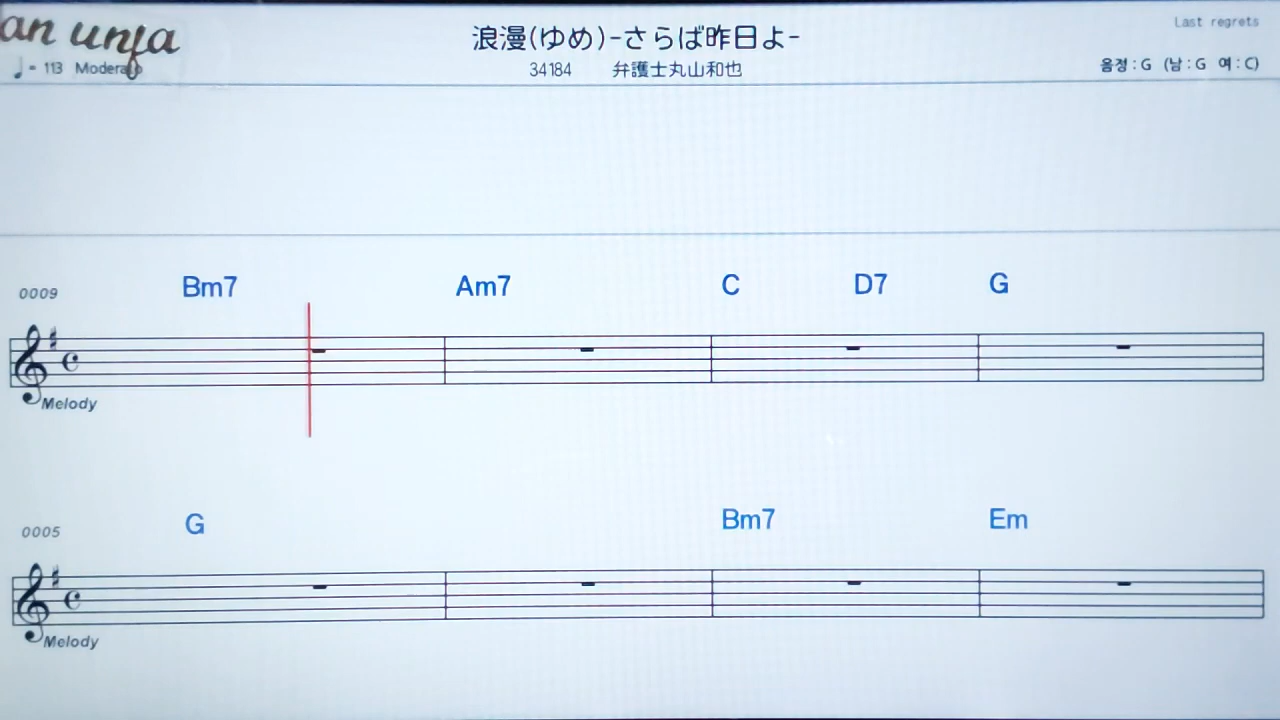 an unja
Last regrets
浪漫(ゆめ)-さらば昨日よ-
♩= 113 Moderato
34184 弁護士丸山和也
음정 : G (남 : G 여 : C)
0009 Bm7 Am7 C D7 G
Melody
0005 G Bm7 Em
Melody